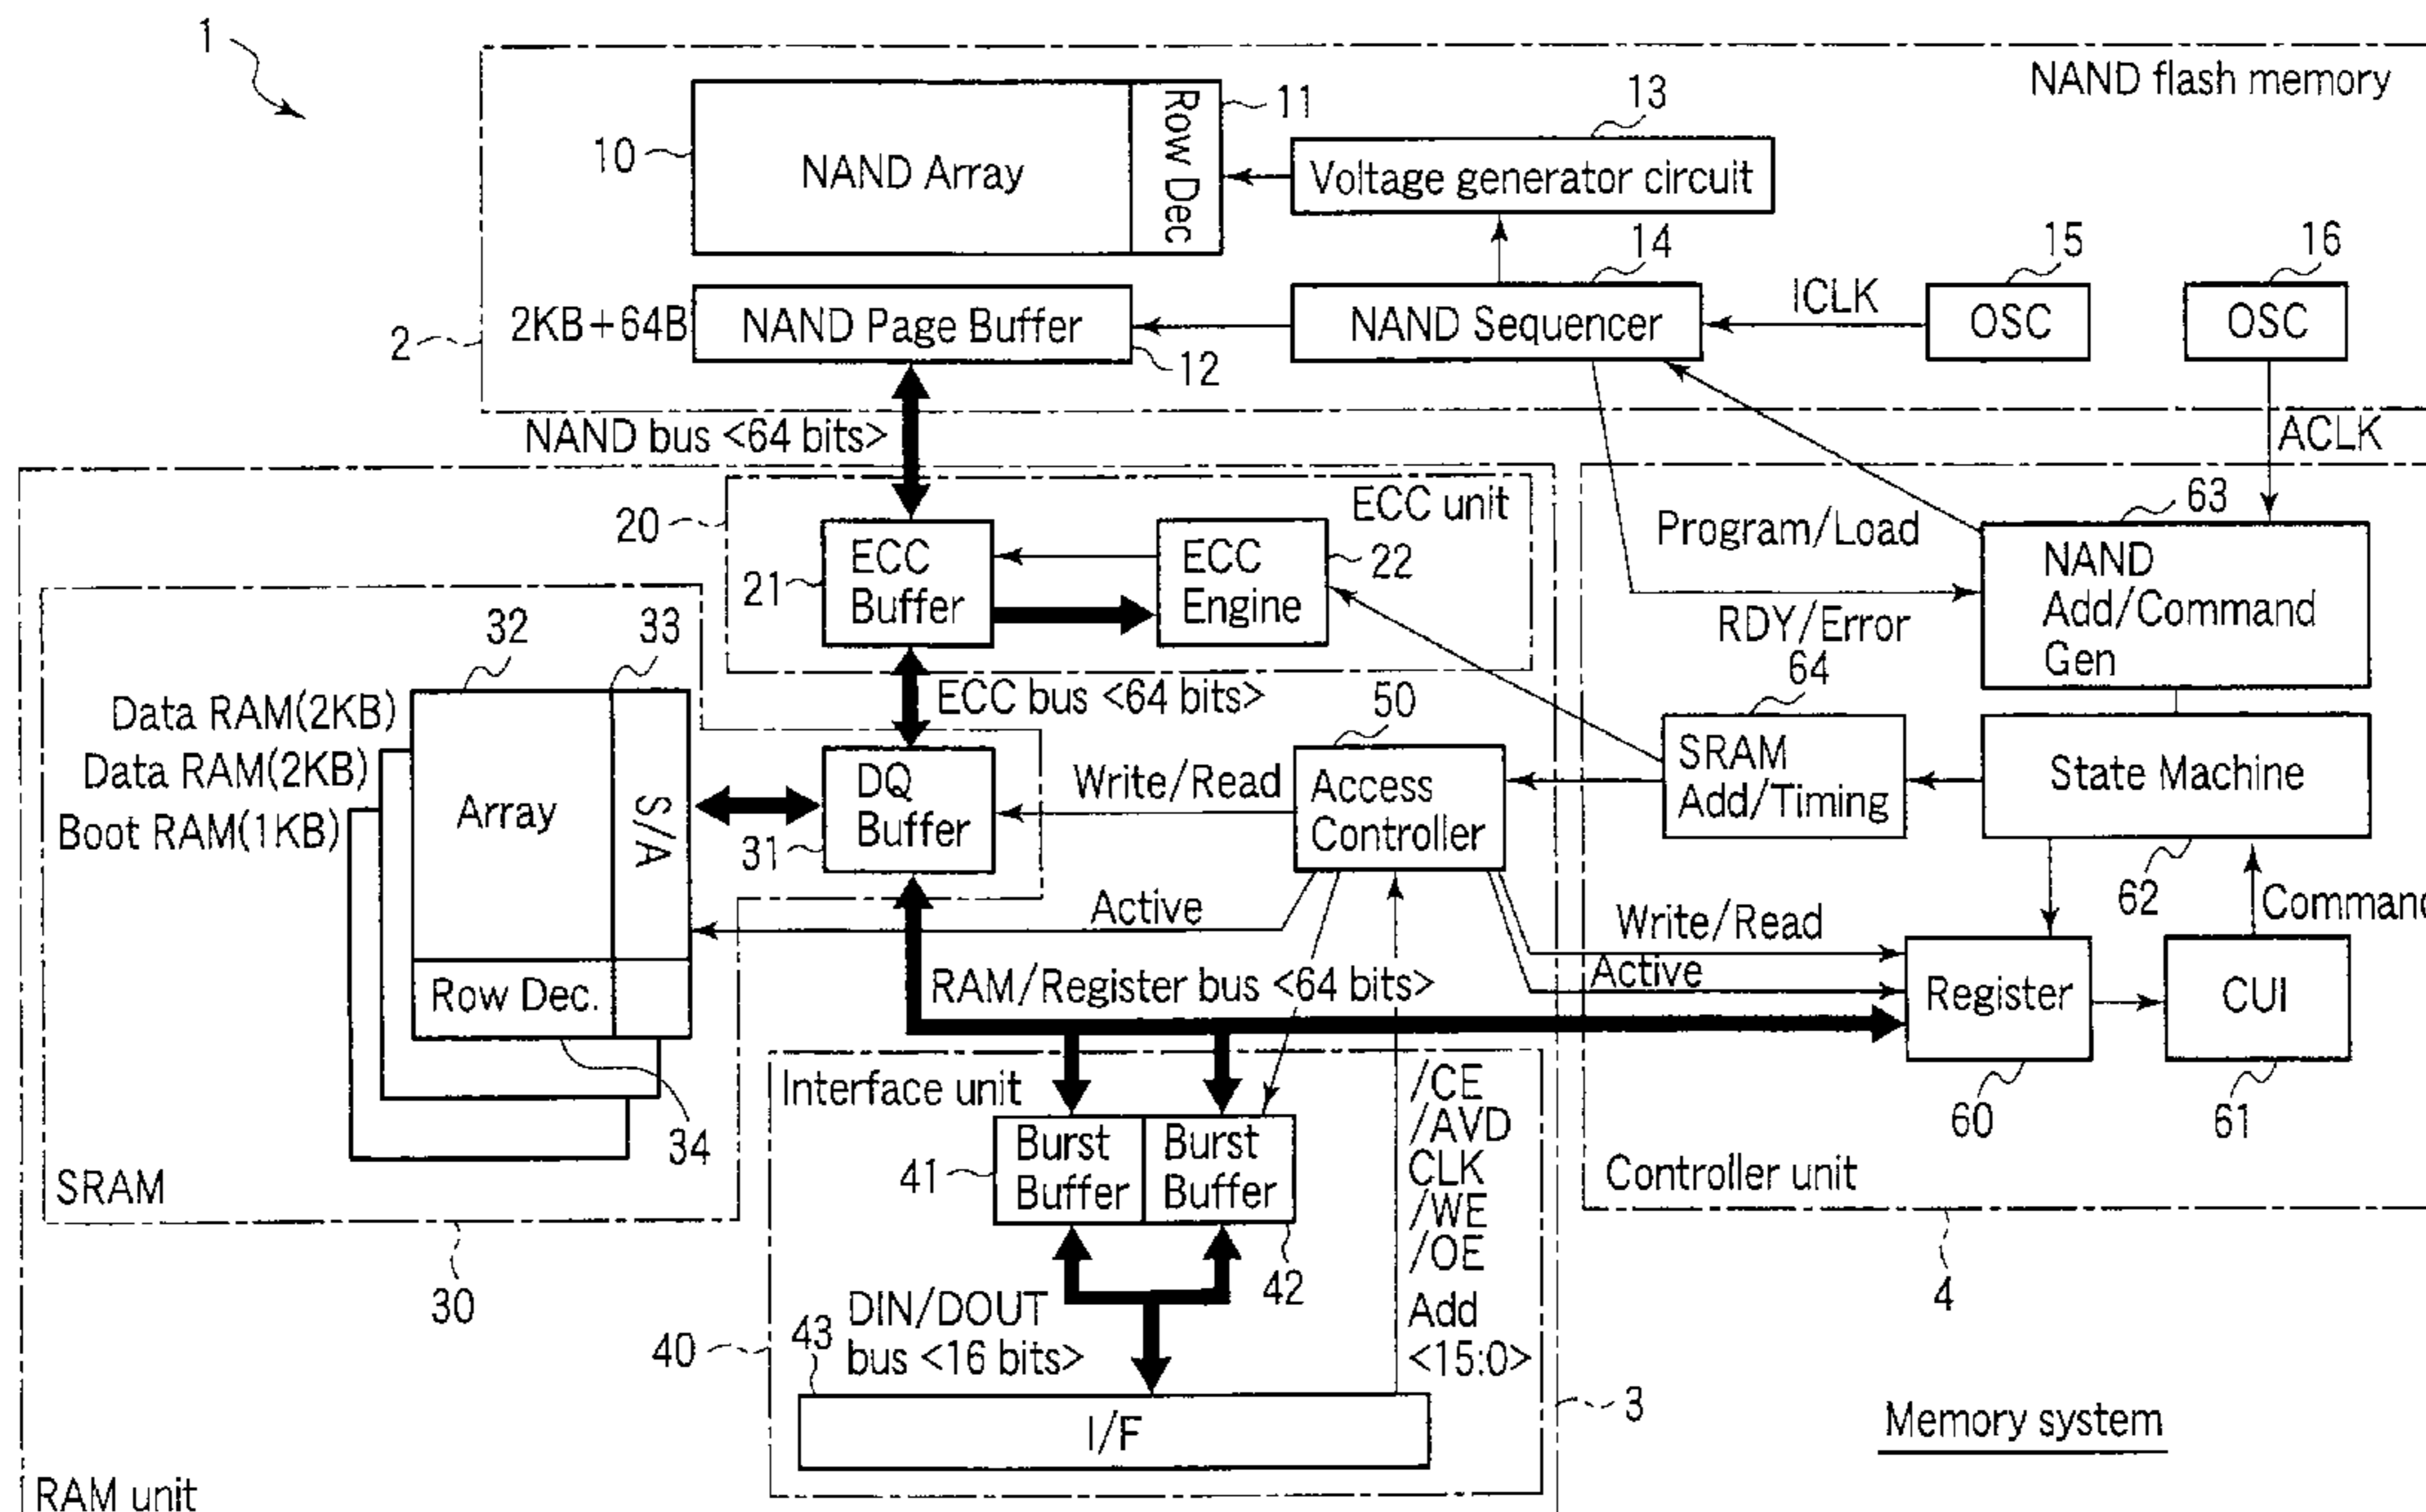 1
NAND flash memory
11
13
10
NAND Array
Row Dec
Voltage generator circuit
14
15
16
ICLK
2KB+64B
NAND Page Buffer
NAND Sequencer
OSC
OSC
2
12
NAND bus <64 bits>
ACLK
20
ECC unit
63
Program/Load
ECC
Buffer
21
ECC
Engine
22
NAND
Add/Command
Gen
RDY/Error
64
32
33
ECC bus <64 bits>
50
Data RAM(2KB)
Data RAM(2KB)
Boot RAM(1KB)
Array
S/A
DQ
Buffer
31
Write/Read
Access
Controller
SRAM
Add/Timing
State Machine
62
Command
Active
Write/Read
Active
Row Dec.
RAM/Register bus <64 bits>
Register
CUI
60
61
34
Interface unit
/CE
/AVD
CLK
/WE
/OE
Add
<15:0>
41
Burst
Buffer
Burst
Buffer
42
SRAM
30
Controller unit
4
DIN/DOUT
bus <16 bits>
43
40
I/F
3
Memory system
RAM unit